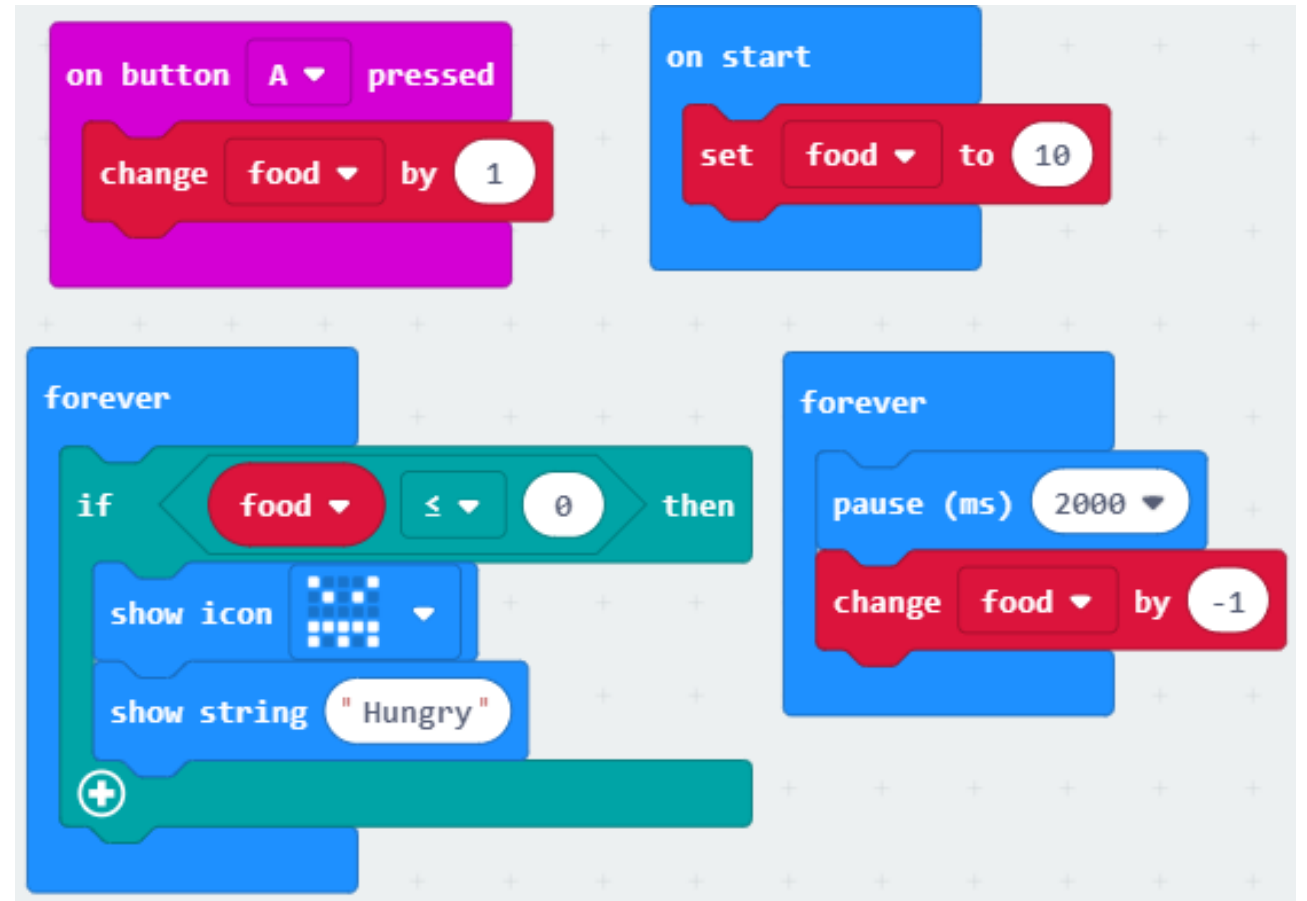 on button A pressed
change food by 1
on start
set food to 10
forever
if food ≤ 0 then
show icon
show string "Hungry"
forever
pause (ms) 2000
change food by -1